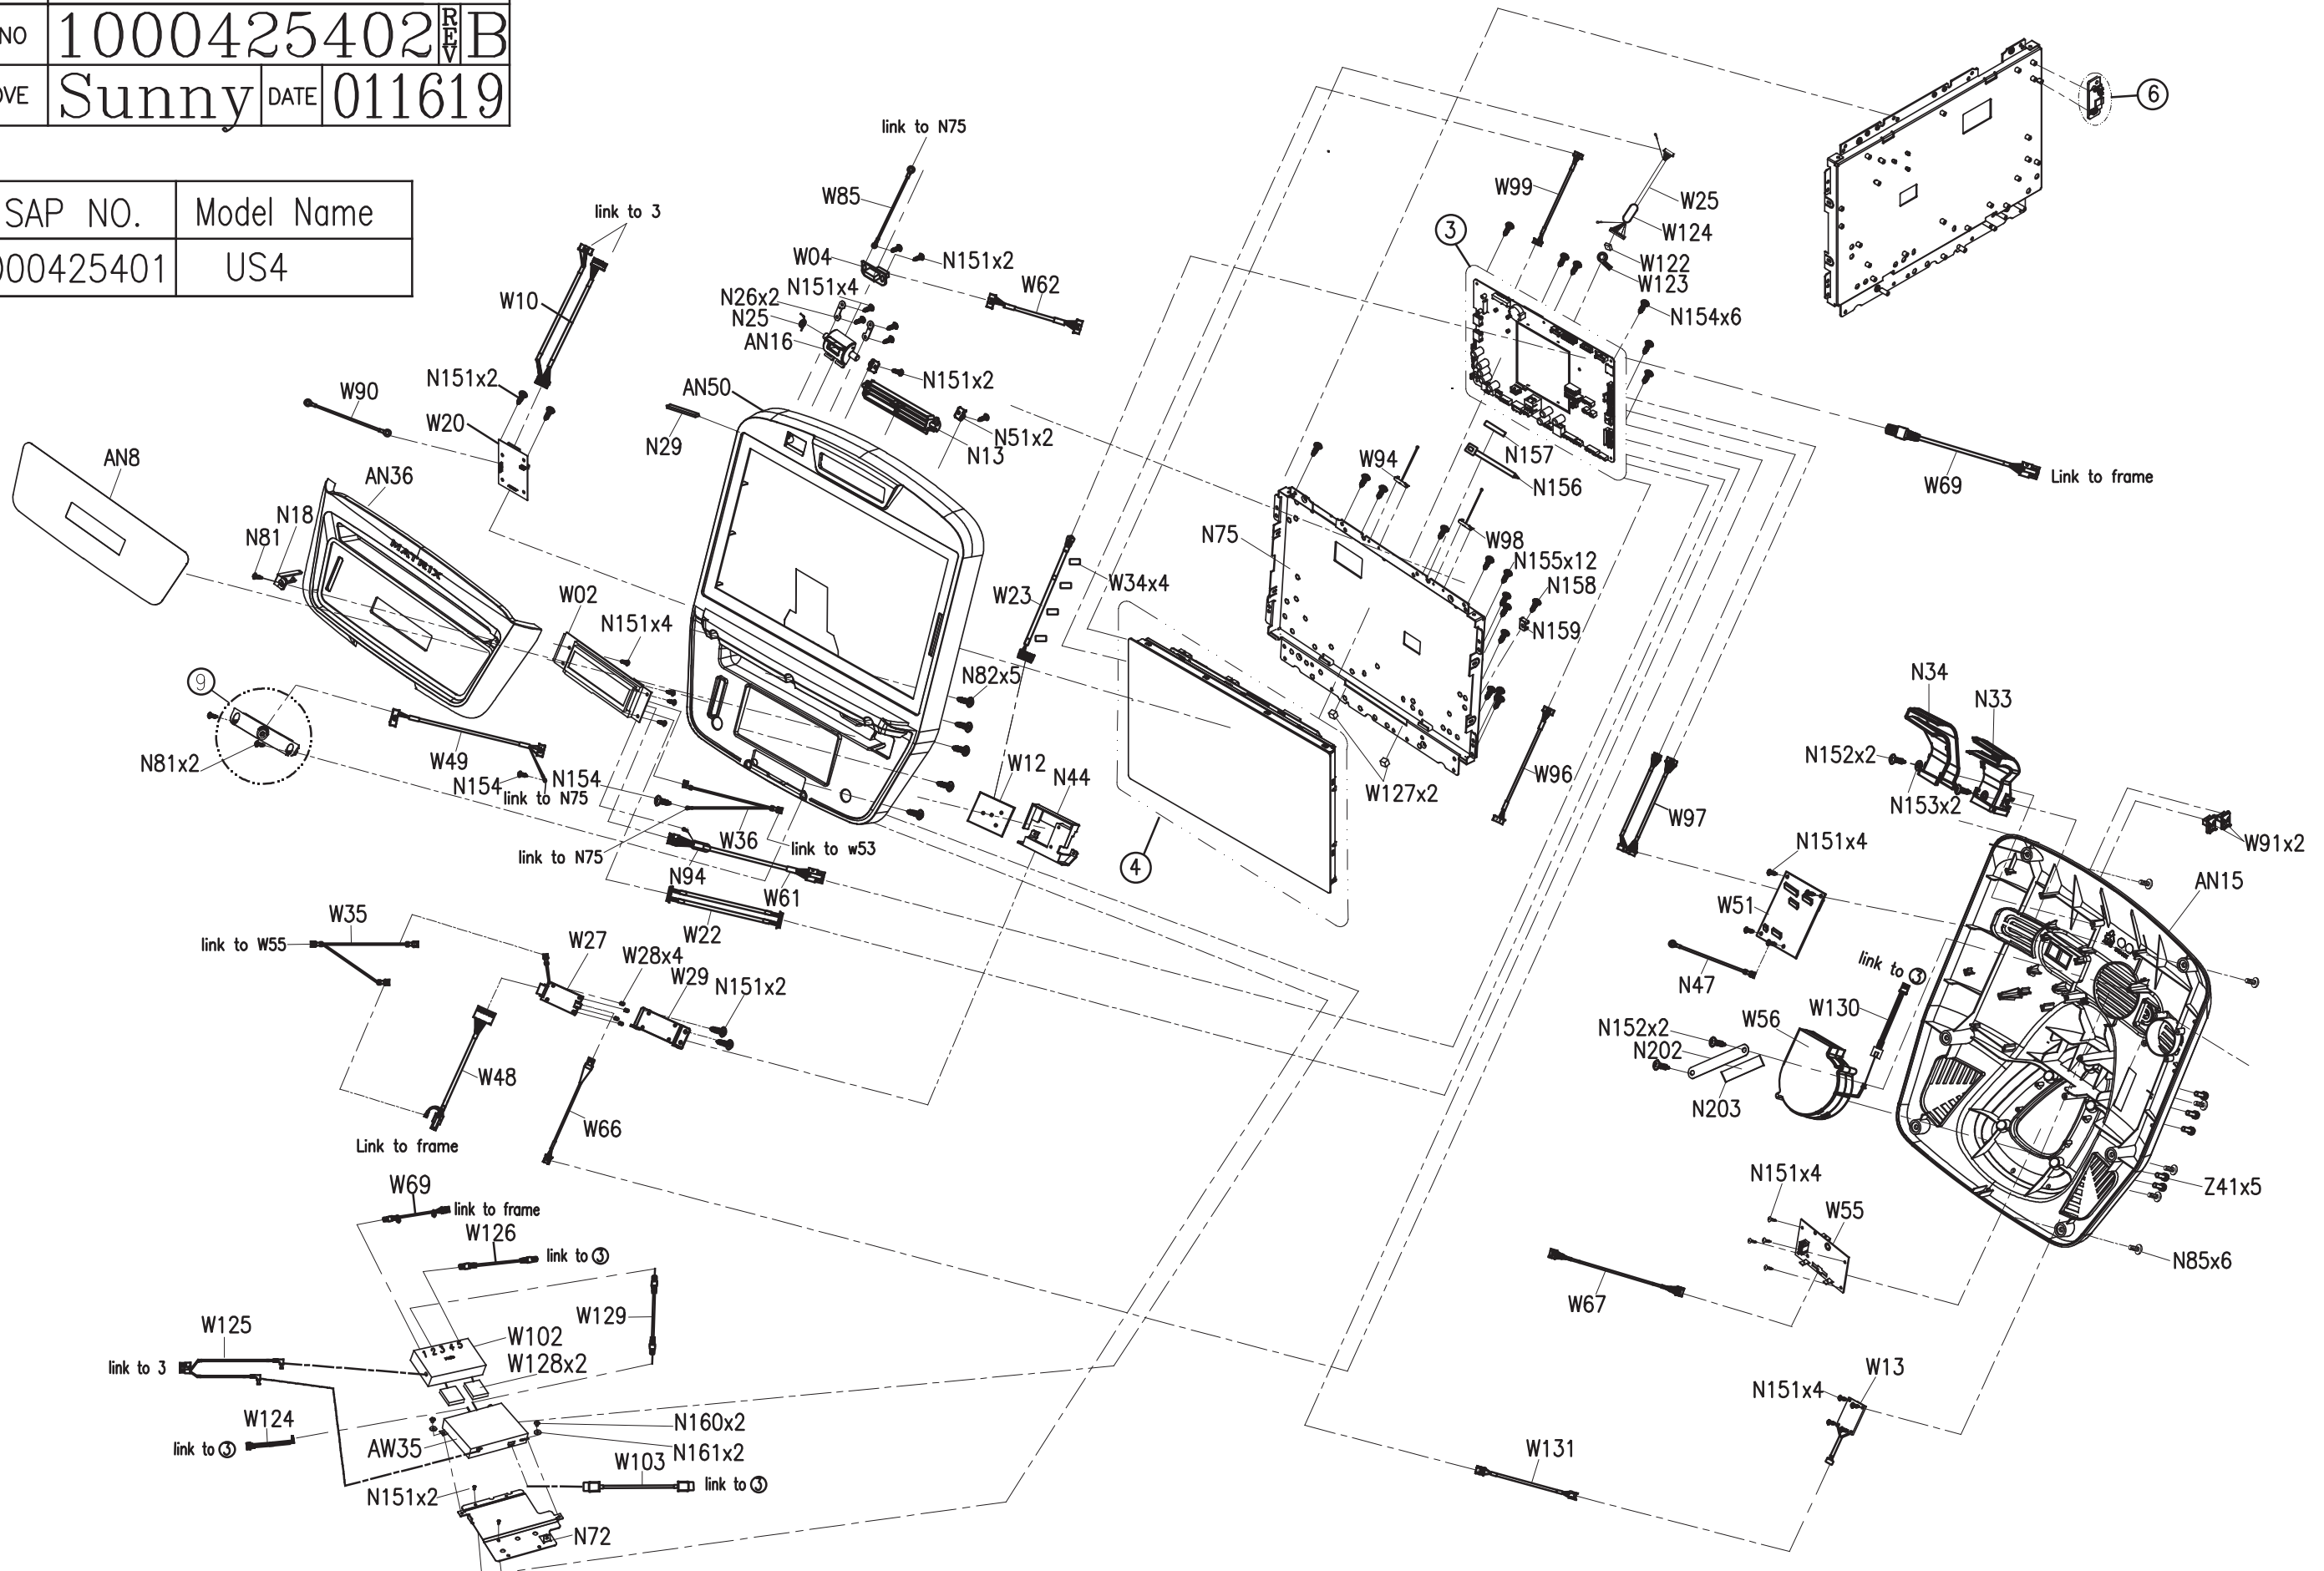 NO 1000425402 REV B
OVE Sunny DATE 011619
SAP NO. Model Name
000425401 US4
link to 3
W10
N151x2
W90
W20
AN8
AN36
N18
N81
MATRIX
link to N75
W85
W04
N151x2
N151x4
W62
N26x2
N25
AN16
N151x2
AN50
N29
N51x2
N13
W02
N151x4
9
N81x2
W49
N154
link to N75
N154
W23
W34x4
N82x5
W12
N44
W36
link to w53
link to N75
N94
W61
W22
W35
link to W55
W27
W28x4
W29
N151x2
W48
Link to frame
W66
W69
link to frame
W126
link to 3
W129
W125
link to 3
1 2 3 4 5
W102
W128x2
W124
link to 3
AW35
N160x2
N161x2
W103
link to 3
N151x2
N72
W99
W25
W124
W122
W123
3
N154x6
6
W69
Link to frame
W94
N157
N156
N75
W98
N155x12
N158
N159
W127x2
4
W96
W97
N34
N33
N152x2
N153x2
W91x2
N151x4
AN15
W51
N47
link to 3
W130
W56
N152x2
N202
N203
N151x4
W55
Z41x5
N85x6
W67
W13
N151x4
W131